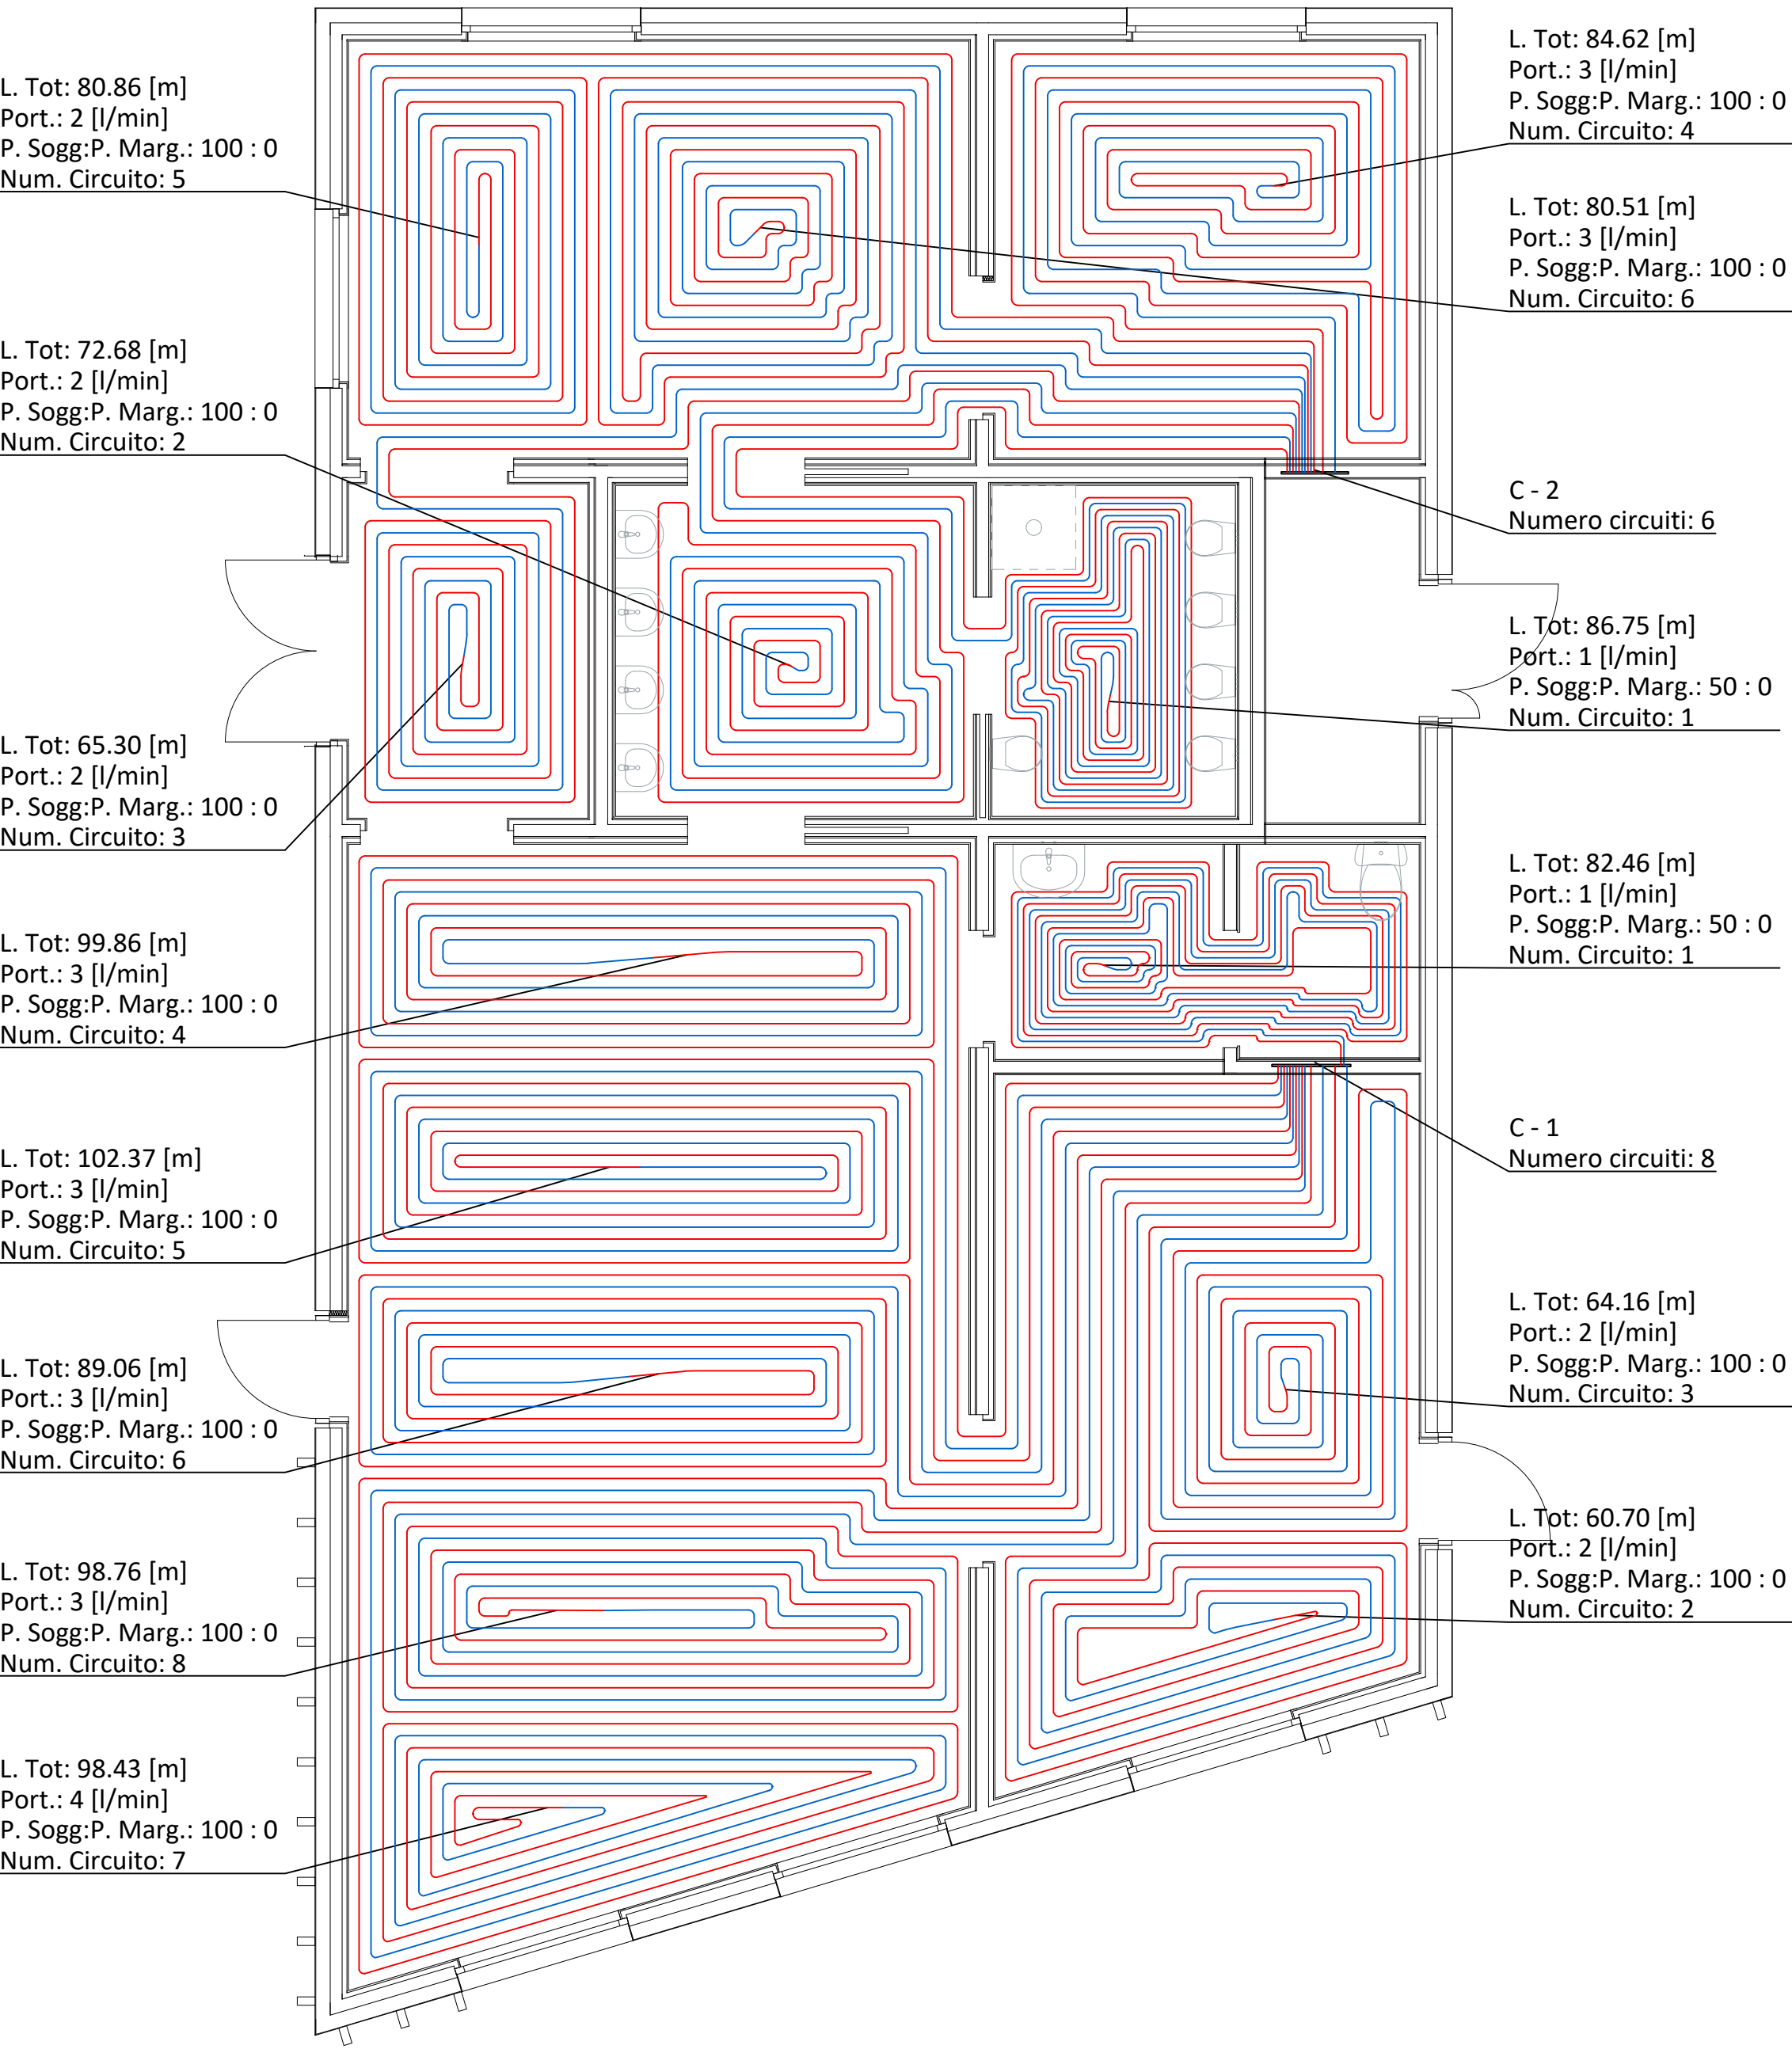 L. Tot: 80.86 [m]
Port.: 2 [l/min]
P. Sogg:P. Marg.: 100 : 0
Num. Circuito: 5
L. Tot: 72.68 [m]
Port.: 2 [l/min]
P. Sogg:P. Marg.: 100 : 0
Num. Circuito: 2
L. Tot: 65.30 [m]
Port.: 2 [l/min]
P. Sogg:P. Marg.: 100 : 0
Num. Circuito: 3
L. Tot: 99.86 [m]
Port.: 3 [l/min]
P. Sogg:P. Marg.: 100 : 0
Num. Circuito: 4
L. Tot: 102.37 [m]
Port.: 3 [l/min]
P. Sogg:P. Marg.: 100 : 0
Num. Circuito: 5
L. Tot: 89.06 [m]
Port.: 3 [l/min]
P. Sogg:P. Marg.: 100 : 0
Num. Circuito: 6
L. Tot: 98.76 [m]
Port.: 3 [l/min]
P. Sogg:P. Marg.: 100 : 0
Num. Circuito: 8
L. Tot: 98.43 [m]
Port.: 4 [l/min]
P. Sogg:P. Marg.: 100 : 0
Num. Circuito: 7
L. Tot: 84.62 [m]
Port.: 3 [l/min]
P. Sogg:P. Marg.: 100 : 0
Num. Circuito: 4
L. Tot: 80.51 [m]
Port.: 3 [l/min]
P. Sogg:P. Marg.: 100 : 0
Num. Circuito: 6
C - 2
Numero circuiti: 6
L. Tot: 86.75 [m]
Port.: 1 [l/min]
P. Sogg:P. Marg.: 50 : 0
Num. Circuito: 1
L. Tot: 82.46 [m]
Port.: 1 [l/min]
P. Sogg:P. Marg.: 50 : 0
Num. Circuito: 1
C - 1
Numero circuiti: 8
L. Tot: 64.16 [m]
Port.: 2 [l/min]
P. Sogg:P. Marg.: 100 : 0
Num. Circuito: 3
L. Tot: 60.70 [m]
Port.: 2 [l/min]
P. Sogg:P. Marg.: 100 : 0
Num. Circuito: 2